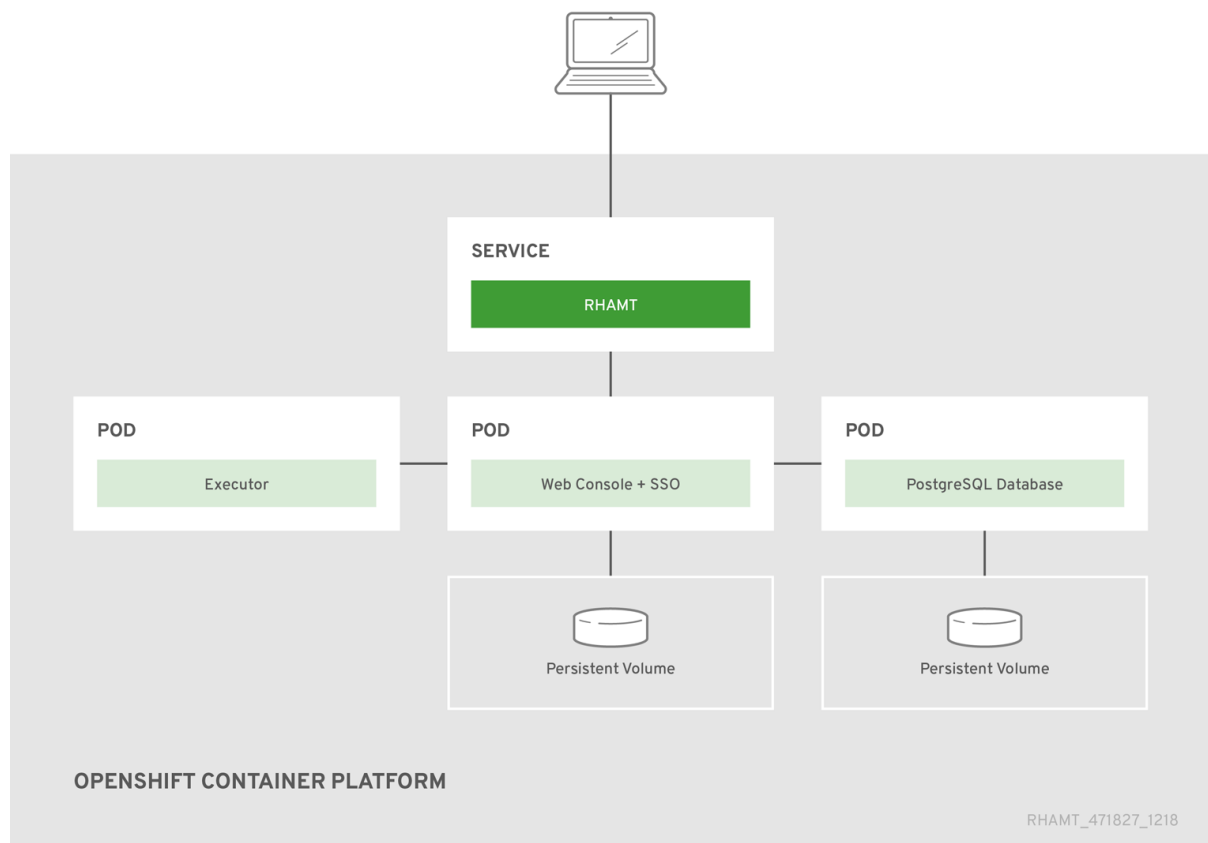 SERVICE
RHAMT
POD
Executor
POD
Web Console + SSO
POD
PostgreSQL Database
Persistent Volume
Persistent Volume
OPENSHIFT CONTAINER PLATFORM
RHAMT_471827_1218